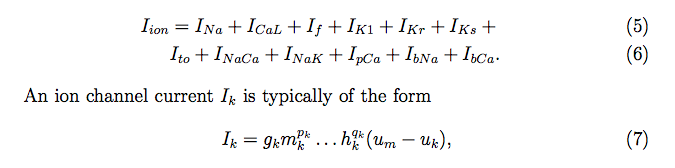 I_{ion} = I_{Na} + I_{CaL} + I_f + I_{K1} + I_{Kr} + I_{Ks} + (5)
I_{to} + I_{NaCa} + I_{NaK} + I_{pCa} + I_{bNa} + I_{bCa}. (6)
An ion channel current I_k is typically of the form
I_k = g_k m_k^{p_k} … h_k^{q_k} (u_m − u_k), (7)